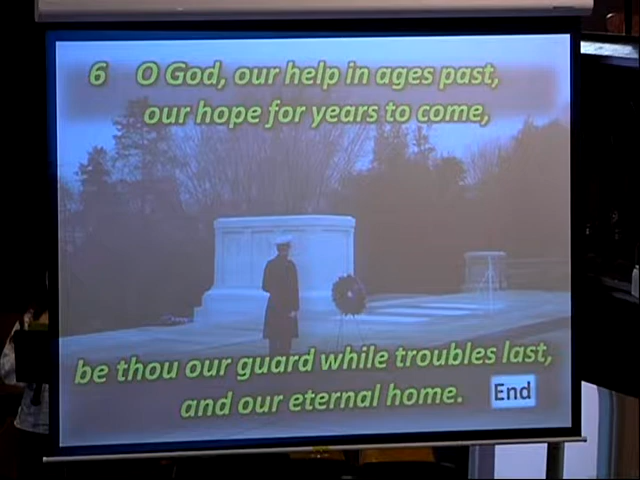 6 O God, our help in ages past,
our hope for years to come,
be thou our guard while troubles last,
and our eternal home.
End